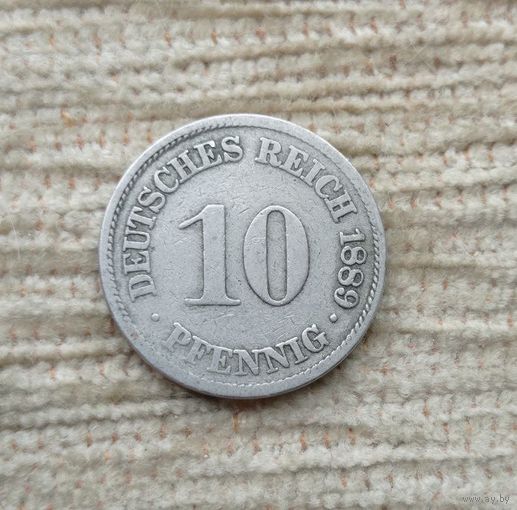 DEUTSCHES REICH 1889
10
· PFENNIG ·
www.ay.by